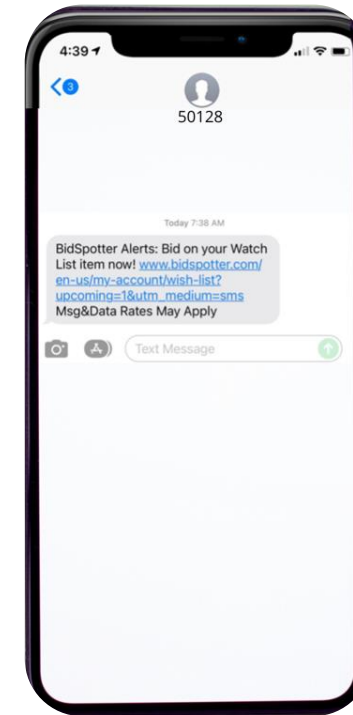 4:39
3
50128
Today 7:38 AM
BidSpotter Alerts: Bid on your Watch
List item now! www.bidspotter.com/
en-us/my-account/wish-list?
upcoming=1&utm_medium=sms
Msg&Data Rates May Apply
Text Message